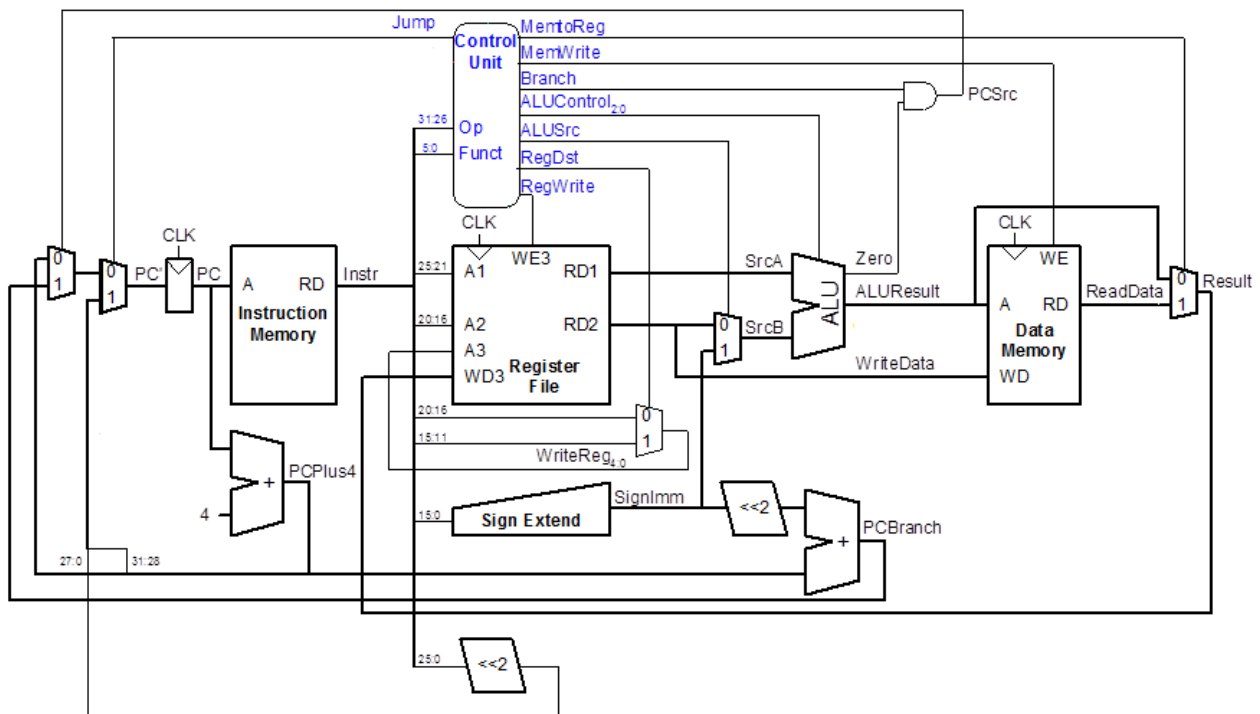 Jump
Control
Unit
MemtoReg
MemWrite
Branch
ALUControl2:0
ALUSrc
RegDst
RegWrite
PCSrc
31:26
Op
5:0
Funct
CLK
CLK
CLK
0
1
0
1
PC'
PC
A
RD
Instruction
Memory
Instr
25:21
A1
WE3
RD1
20:16
A2
RD2
A3
WD3
Register
File
0
1
SrcA
SrcB
ALU
Zero
ALUResult
WriteData
WE
A
RD
Data
Memory
WD
ReadData
0
1
Result
20:16
15:11
0
1
WriteReg4:0
PCPlus4
+
4
SignImm
15:0
Sign Extend
<<2
+
PCBranch
27:0
31:28
25:0
<<2